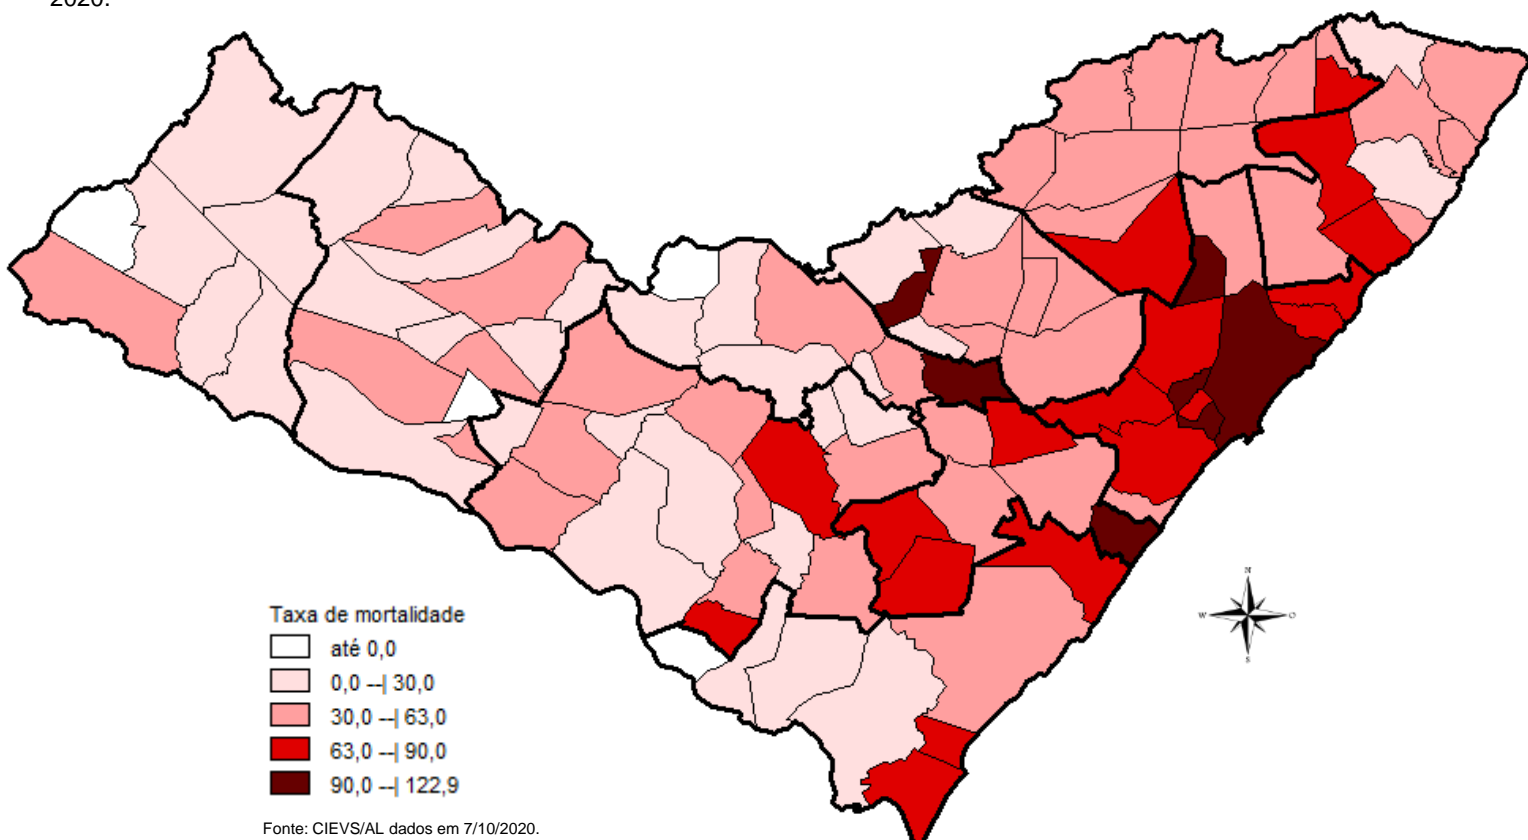 2020.
N
W
O
S
Taxa de mortalidade
até 0,0
0,0 --| 30,0
30,0 --| 63,0
63,0 --| 90,0
90,0 --| 122,9
Fonte: CIEVS/AL dados em 7/10/2020.